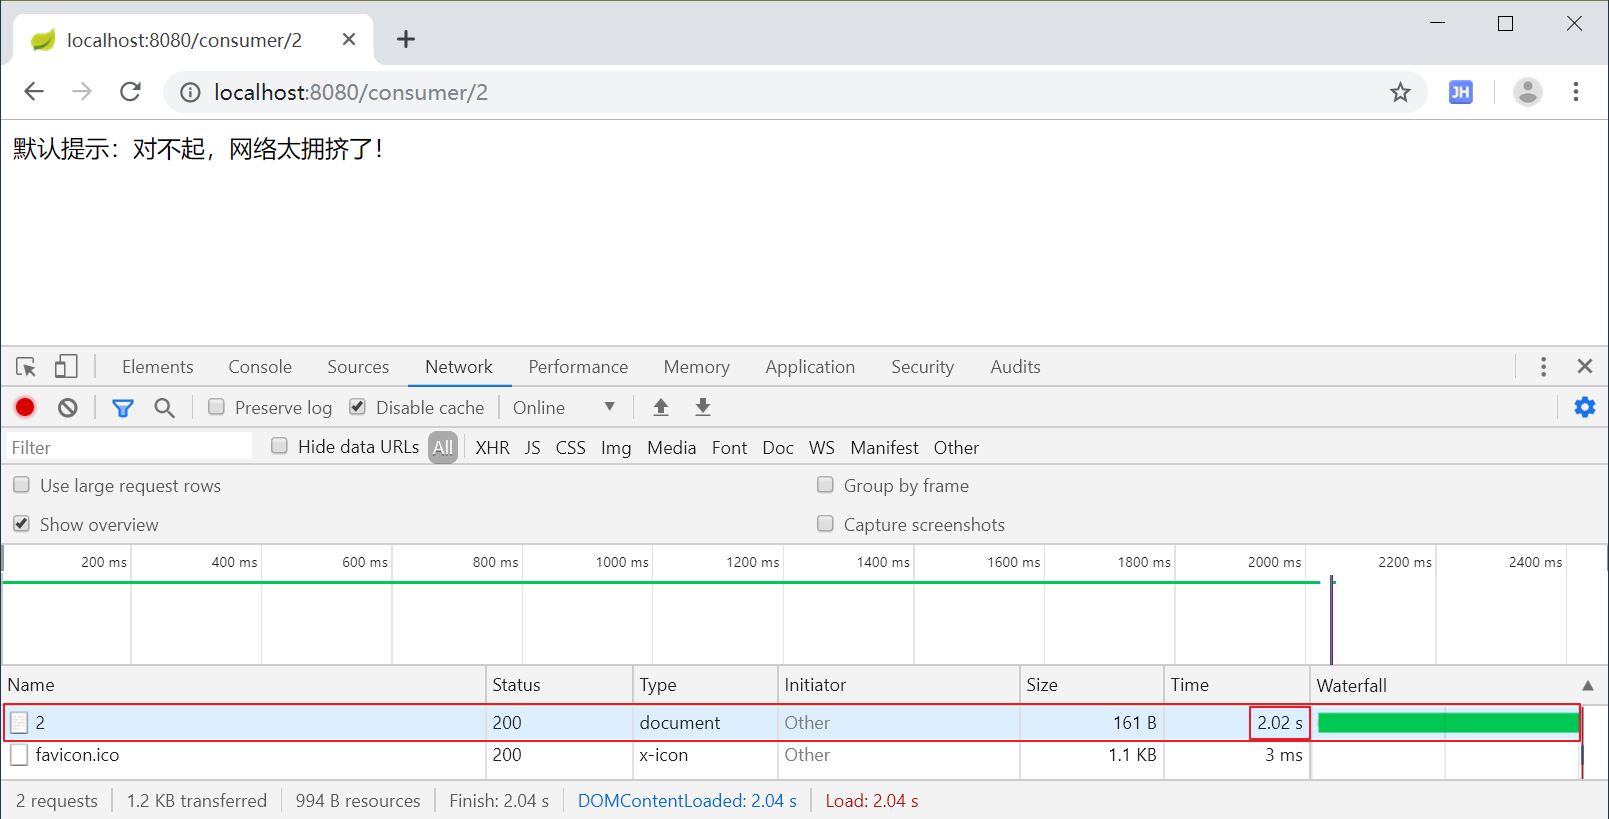 localhost:8080/consumer/2
localhost:8080/consumer/2
JH
默认提示：对不起，网络太拥挤了！
Elements Console Sources Network Performance Memory Application Security Audits
Preserve log Disable cache Online
Filter Hide data URLs All XHR JS CSS Img Media Font Doc WS Manifest Other
Use large request rows Group by frame
Show overview Capture screenshots
200 ms 400 ms 600 ms 800 ms 1000 ms 1200 ms 1400 ms 1600 ms 1800 ms 2000 ms 2200 ms 2400 ms
Name Status Type Initiator Size Time Waterfall
2 200 document Other 161 B 2.02 s
favicon.ico 200 x-icon Other 1.1 KB 3 ms
2 requests 1.2 KB transferred 994 B resources Finish: 2.04 s DOMContentLoaded: 2.04 s Load: 2.04 s